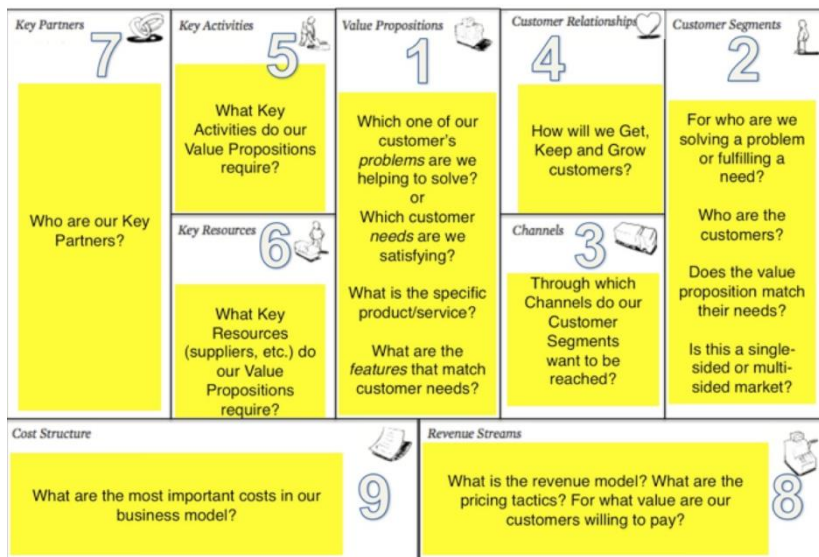 Key Partners
7
Who are our Key
Partners?
Key Activities
5
What Key
Activities do our
Value Propositions
require?
Key Resources
6
What Key
Resources
(suppliers, etc.) do
our Value
Propositions
require?
Value Propositions
1
Which one of our
customer's
problems are we
helping to solve?
or
Which customer
needs are we
satisfying?
What is the specific
product/service?
What are the
features that match
customer needs?
Customer Relationships
4
How will we Get,
Keep and Grow
customers?
Channels
3
Through which
Channels do our
Customer
Segments
want to be
reached?
Customer Segments
2
For who are we
solving a problem
or fulfilling a
need?
Who are the
customers?
Does the value
proposition match
their needs?
Is this a single-
sided or multi-
sided market?
Cost Structure
9
What are the most important costs in our
business model?
Revenue Streams
8
What is the revenue model? What are the
pricing tactics? For what value are our
customers willing to pay?